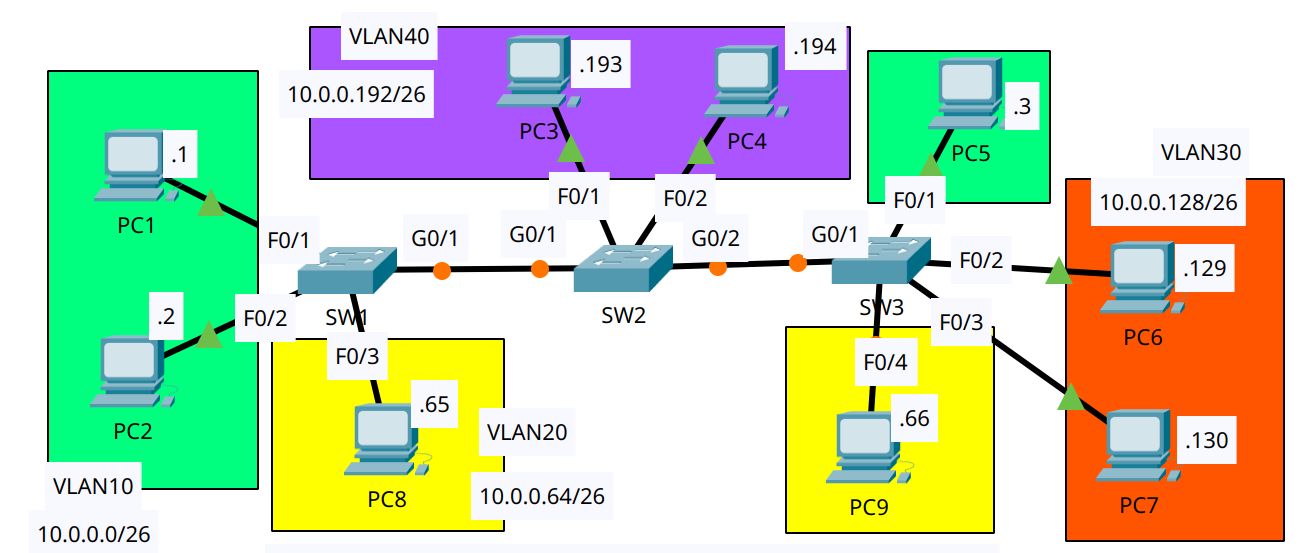 VLAN40
10.0.0.192/26
.193
.194
PC3
PC4
.3
PC5
VLAN30
10.0.0.128/26
.1
PC1
F0/1
F0/2
F0/1
F0/1
G0/1
G0/1
G0/2
G0/1
F0/2
.129
PC6
.2
F0/2
SW1
SW2
SW3
F0/3
PC2
F0/3
F0/4
.65
.66
VLAN20
10.0.0.64/26
PC8
PC9
.130
PC7
VLAN10
10.0.0.0/26